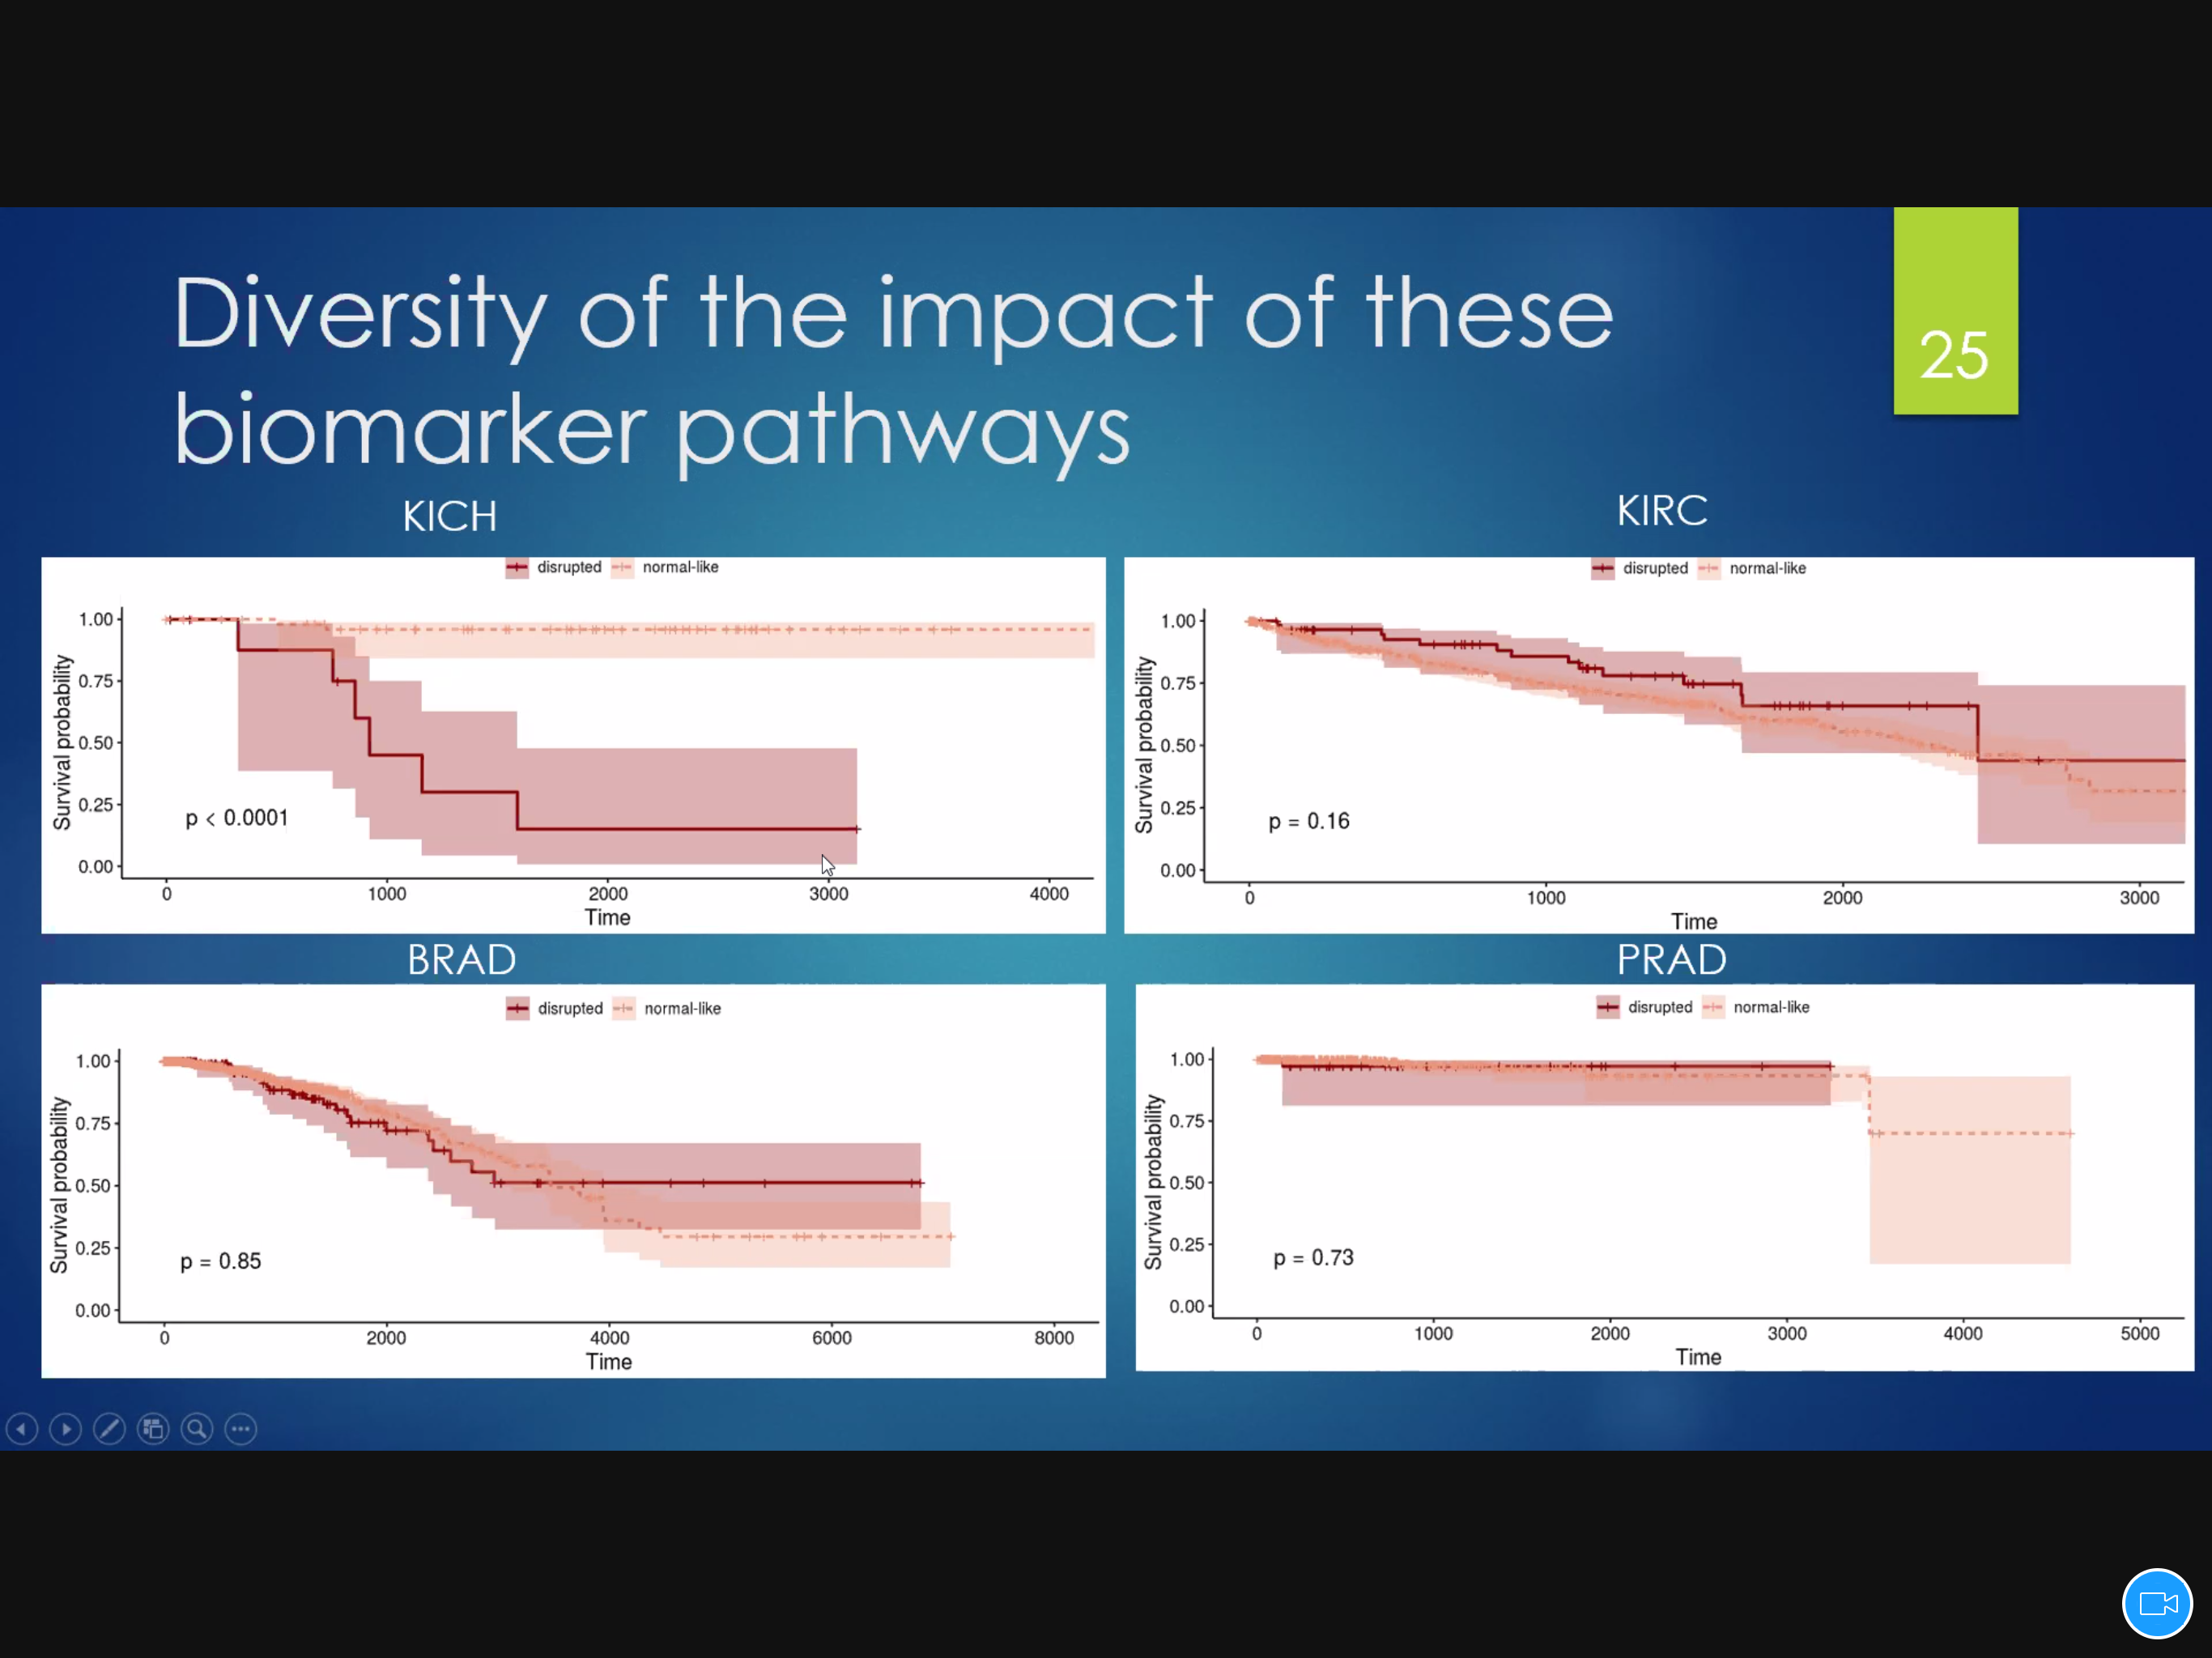 Diversity of the impact of these
biomarker pathways
25
KICH
disrupted normal-like
Survival probability
1.00
0.75
0.50
0.25
0.00
p < 0.0001
0 1000 2000 3000 4000
Time
KIRC
disrupted normal-like
Survival probability
1.00
0.75
0.50
0.25
0.00
p = 0.16
0 1000 2000 3000
Time
BRAD
disrupted normal-like
Survival probability
1.00
0.75
0.50
0.25
0.00
p = 0.85
0 2000 4000 6000 8000
Time
PRAD
disrupted normal-like
Survival probability
1.00
0.75
0.50
0.25
0.00
p = 0.73
0 1000 2000 3000 4000 5000
Time